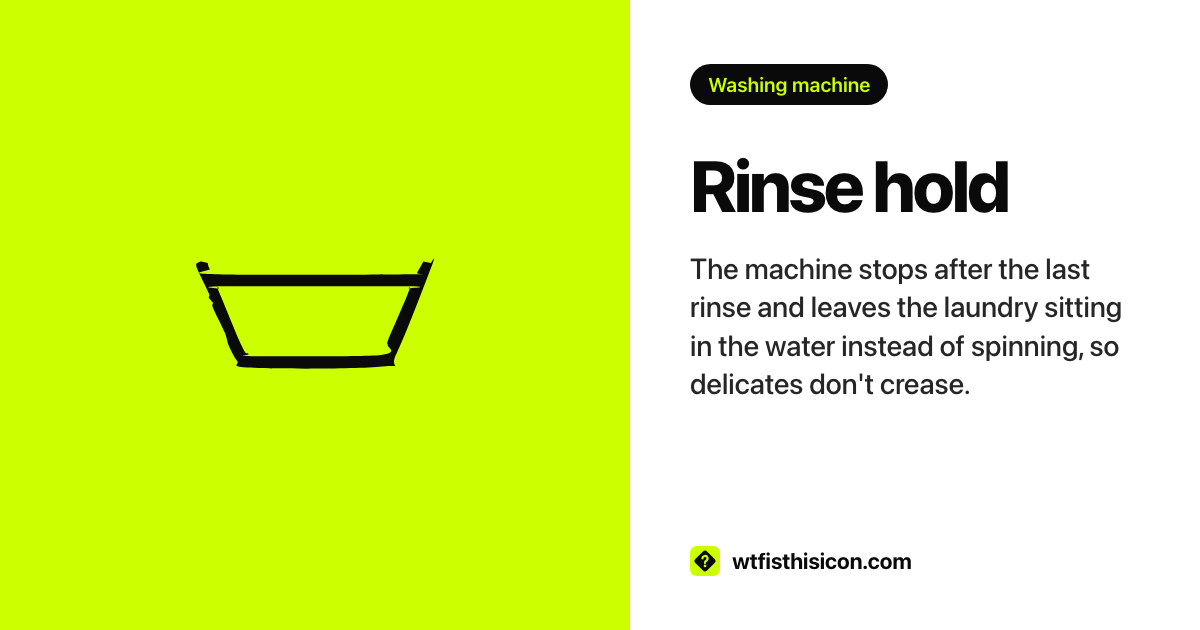 Washing machine
Rinse hold
The machine stops after the last
rinse and leaves the laundry sitting
in the water instead of spinning, so
delicates don't crease.
?
wtfisthisicon.com